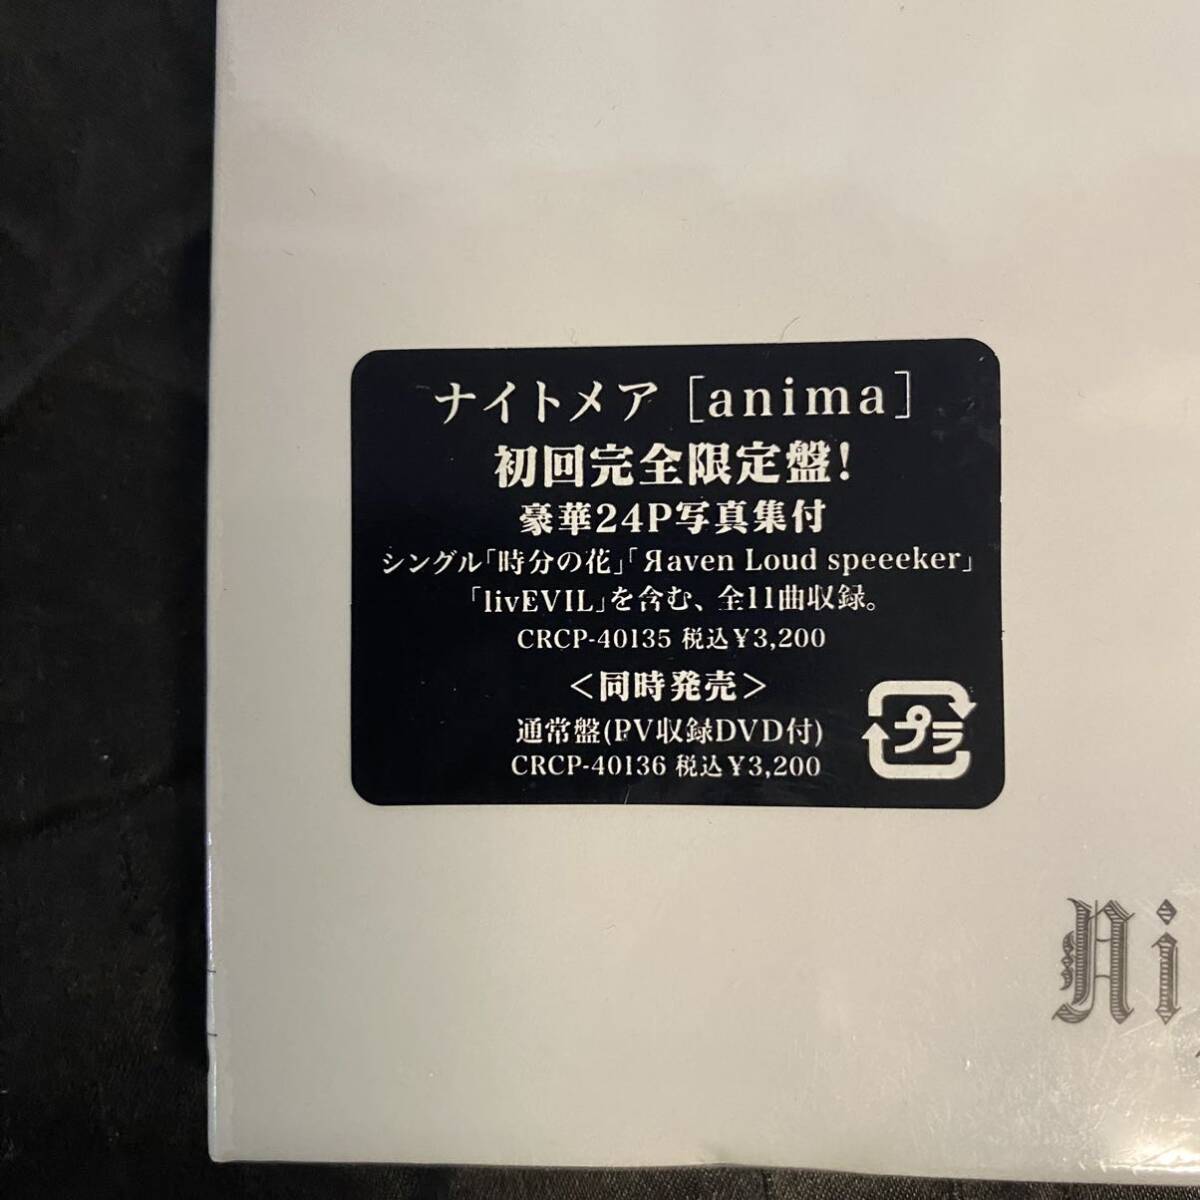 ナイトメア [anima]
初回完全限定盤!
豪華24P写真集付
シングル「時分の花」「Яaven Loud speeeker」
「livEVIL」を含む、全11曲収録。
CRCP-40135 税込¥3,200
<同時発売>
通常盤(PV収録DVD付)
CRCP-40136 税込¥3,200
プラ
Ni